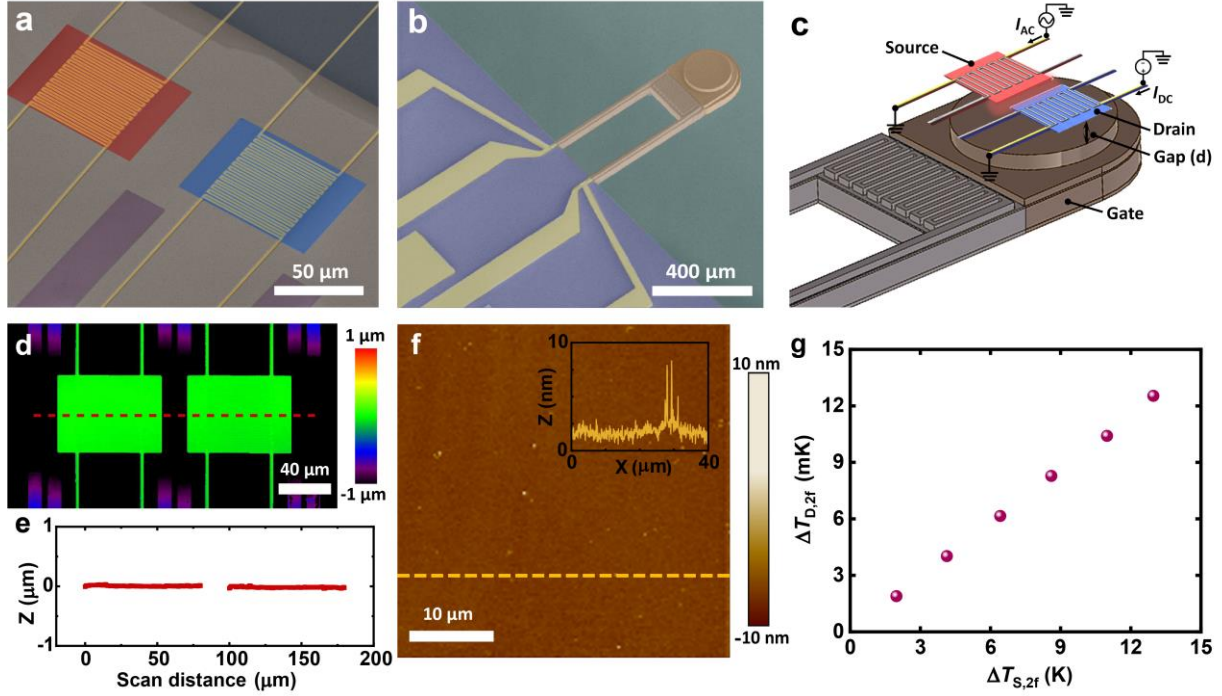 a
50 µm
b
400 µm
c
I_AC
Source
I_DC
Drain
Gap (d)
Gate
d
1 µm
40 µm
-1 µm
e
Z (µm)
1
0
-1
0 50 100 150 200
Scan distance (µm)
f
10 nm
10
Z (nm)
0
0 X (µm) 40
10 µm
-10 nm
g
ΔT_D,2f (mK)
15
12
9
6
3
0
0 3 6 9 12 15
ΔT_S,2f (K)